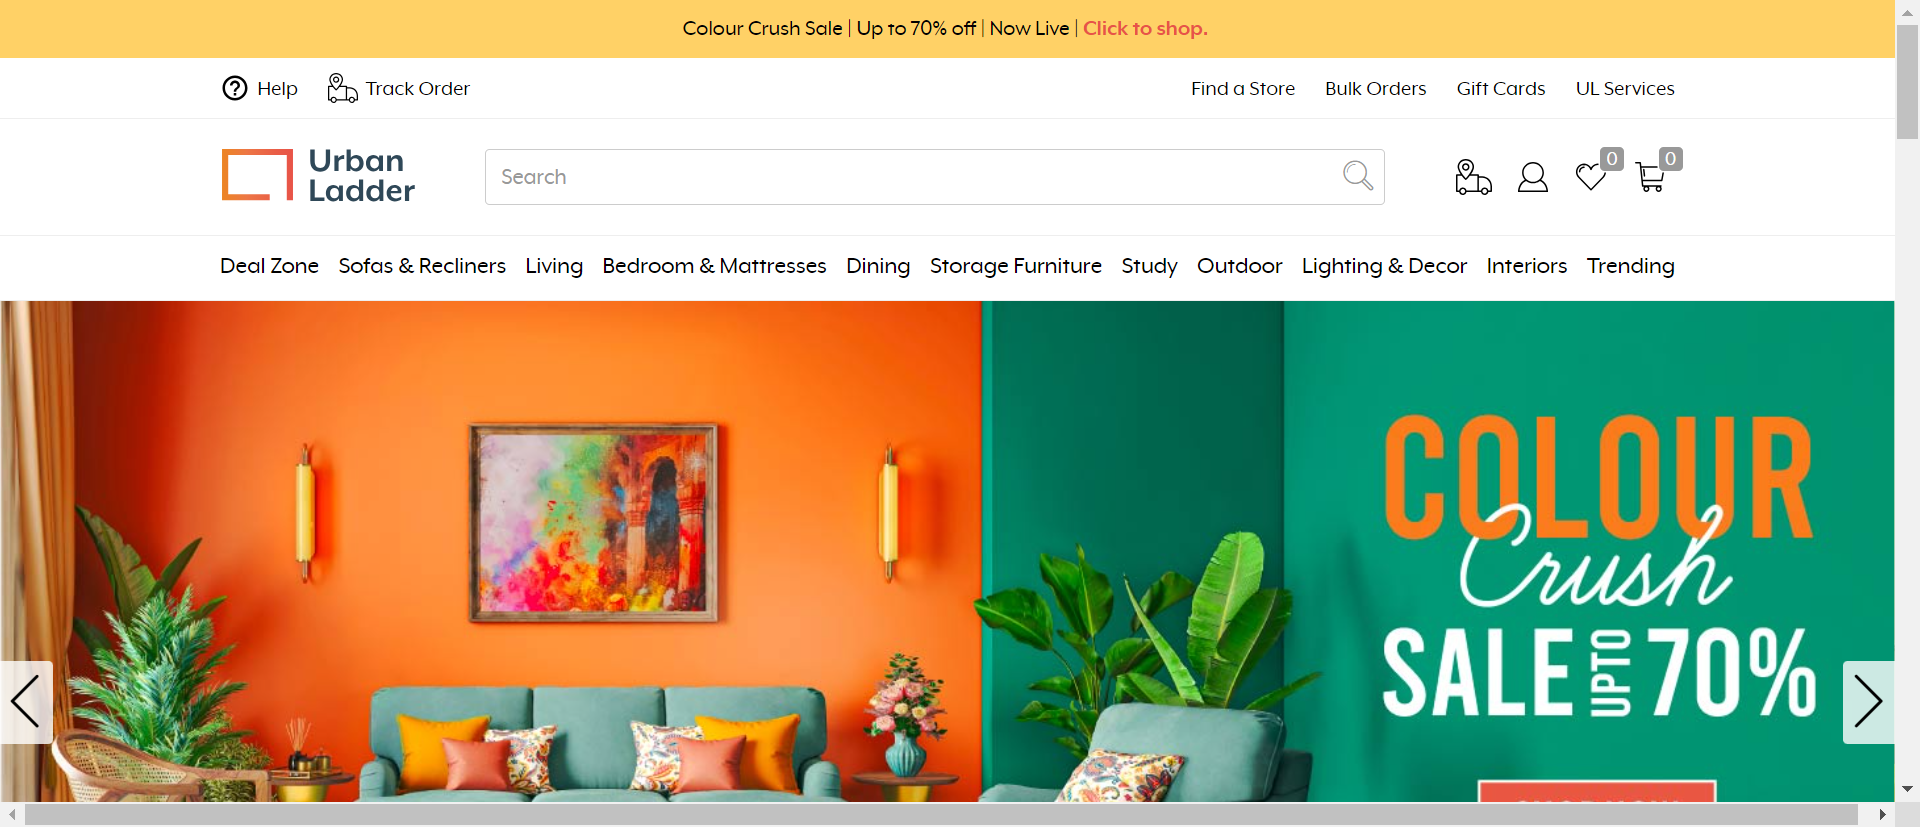 Colour Crush Sale | Up to 70% off | Now Live | Click to shop.
Help Track Order Find a Store Bulk Orders Gift Cards UL Services
Urban
Ladder
Search
0 0
Deal Zone Sofas & Recliners Living Bedroom & Mattresses Dining Storage Furniture Study Outdoor Lighting & Decor Interiors Trending
COLOUR
Crush
SALE UPTO 70%